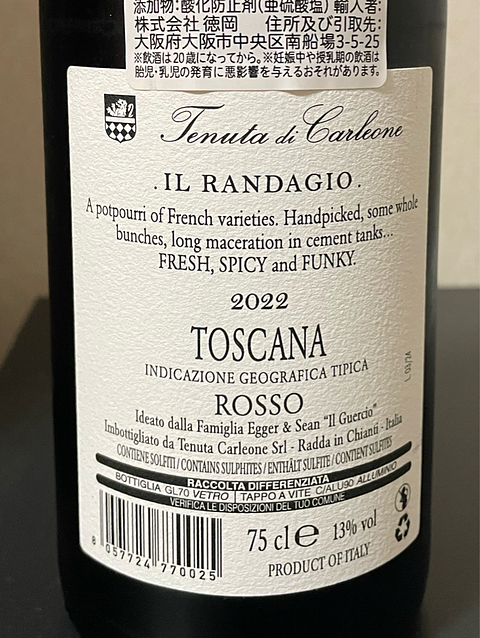 添加物:酸化防止剤(亜硫酸塩) 輸入者:
株式会社 徳岡 住所及び引取先:
大阪府大阪市中央区南船場3-5-25
※飲酒は20歳になってから。※妊娠中や授乳期の飲酒は
胎児・乳児の発育に悪影響を与えるおそれがあります。
Tenuta di Carleone
. IL RANDAGIO .
A potpourri of French varieties. Handpicked, some whole
bunches, long maceration in cement tanks...
FRESH, SPICY and FUNKY.
2022
TOSCANA
INDICAZIONE GEOGRAFICA TIPICA
L 03/24
ROSSO
Ideato dalla Famiglia Egger & Sean "Il Guercio"
Imbottigliato da Tenuta Carleone Srl - Radda in Chianti - Italia
CONTIENE SOLFITI / CONTAINS SULPHITES / ENTHÄLT SULFITE / CONTIENT SULFITES
RACCOLTA DIFFERENZIATA
BOTTIGLIA GL70 VETRO | TAPPO A VITE C/ALU90 ALLUMINIO
VERIFICA LE DISPOSIZIONI DEL TUO COMUNE
8 057724 770025
75 cl e 13% vol
PRODUCT OF ITALY